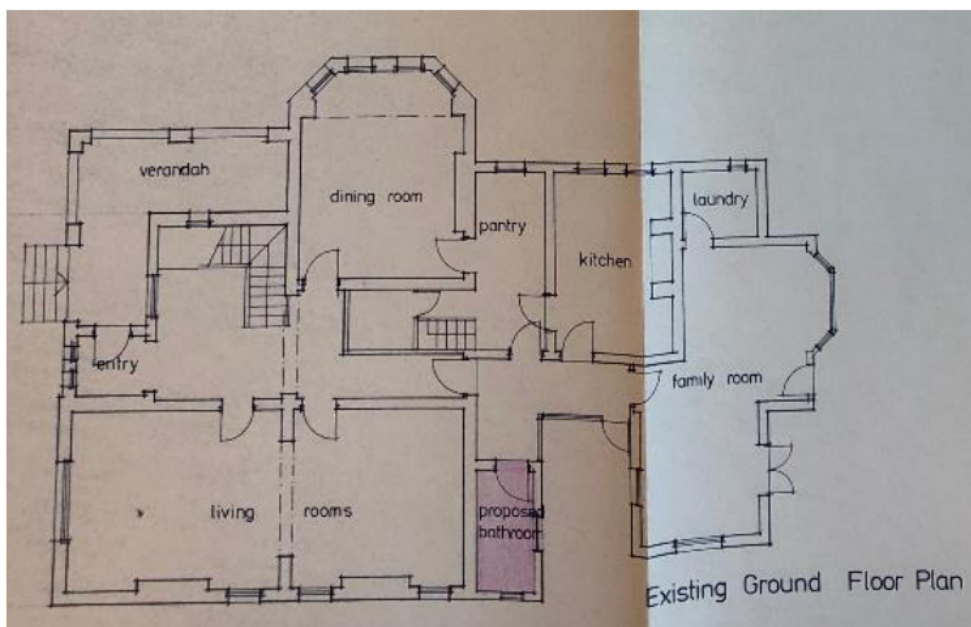 verandah
dining room
pantry
laundry
kitchen
entry
family room
living rooms
proposed
bathroom
Existing Ground Floor Plan